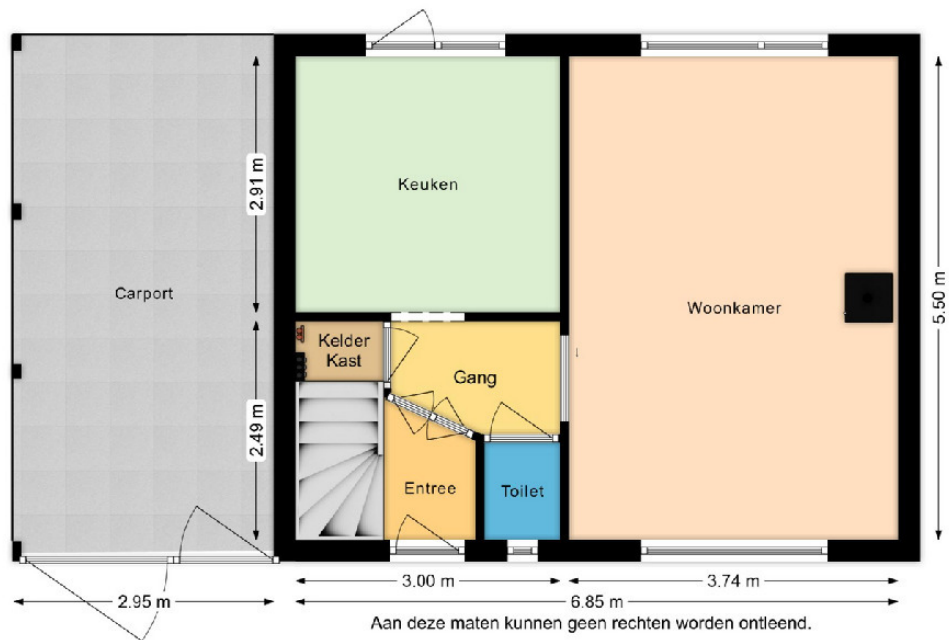 Keuken
2.91 m
Carport
Woonkamer
5.50 m
Kelder
Kast
Gang
2.49 m
Entree
Toilet
3.00 m
3.74 m
2.95 m
6.85 m
Aan deze maten kunnen geen rechten worden ontleend.